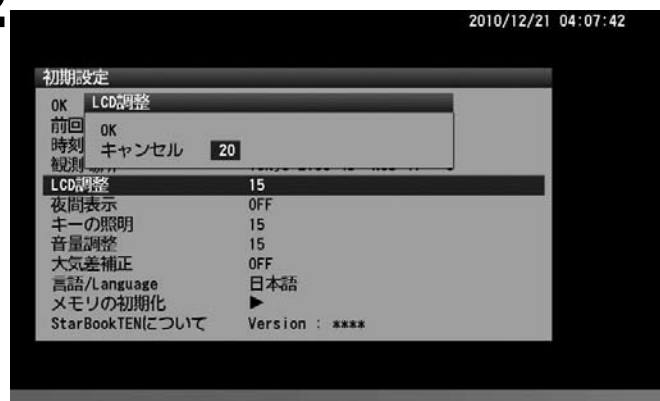 2010/12/21 04:07:42
初期設定
OK
LCD調整
前回
OK
時刻
キャンセル 20
観測
LCD調整 15
夜間表示 OFF
キーの照明 15
音量調整 15
大気差補正 OFF
言語/Language 日本語
メモリの初期化 ▶
StarBookTENについて Version : ****